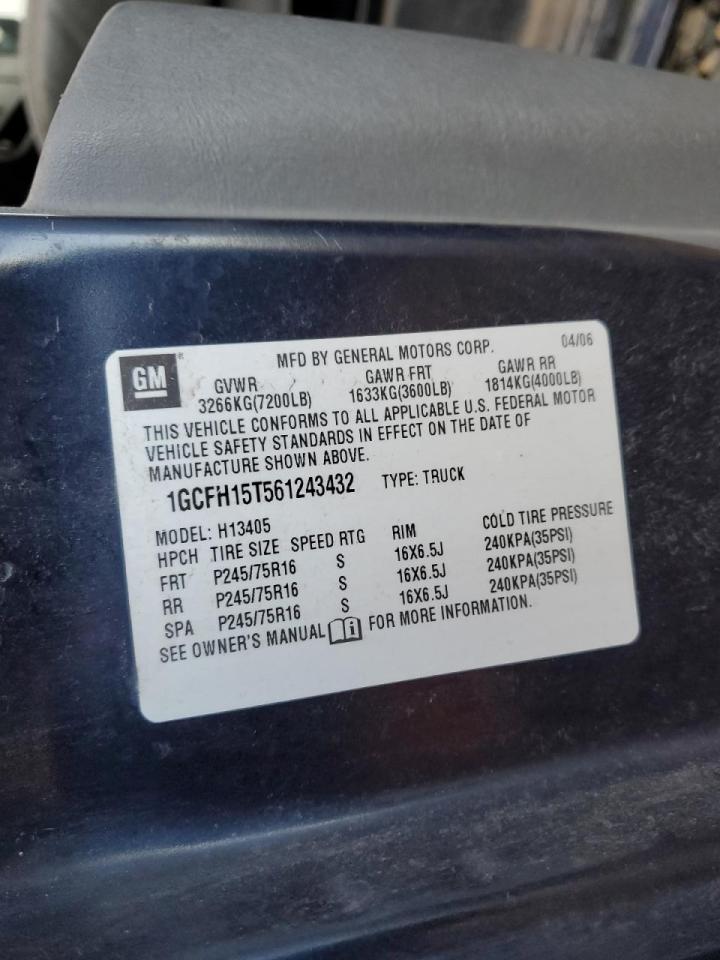 GM ®
MFD BY GENERAL MOTORS CORP. 04/06
GVWR GAWR FRT GAWR RR
3266KG(7200LB) 1633KG(3600LB) 1814KG(4000LB)
THIS VEHICLE CONFORMS TO ALL APPLICABLE U.S. FEDERAL MOTOR
VEHICLE SAFETY STANDARDS IN EFFECT ON THE DATE OF
MANUFACTURE SHOWN ABOVE.
1GCFH15T561243432 TYPE: TRUCK
MODEL: H13405
HPCH TIRE SIZE SPEED RTG RIM COLD TIRE PRESSURE
FRT P245/75R16 S 16X6.5J 240KPA(35PSI)
RR P245/75R16 S 16X6.5J 240KPA(35PSI)
SPA P245/75R16 S 16X6.5J 240KPA(35PSI)
SEE OWNER'S MANUAL i FOR MORE INFORMATION.